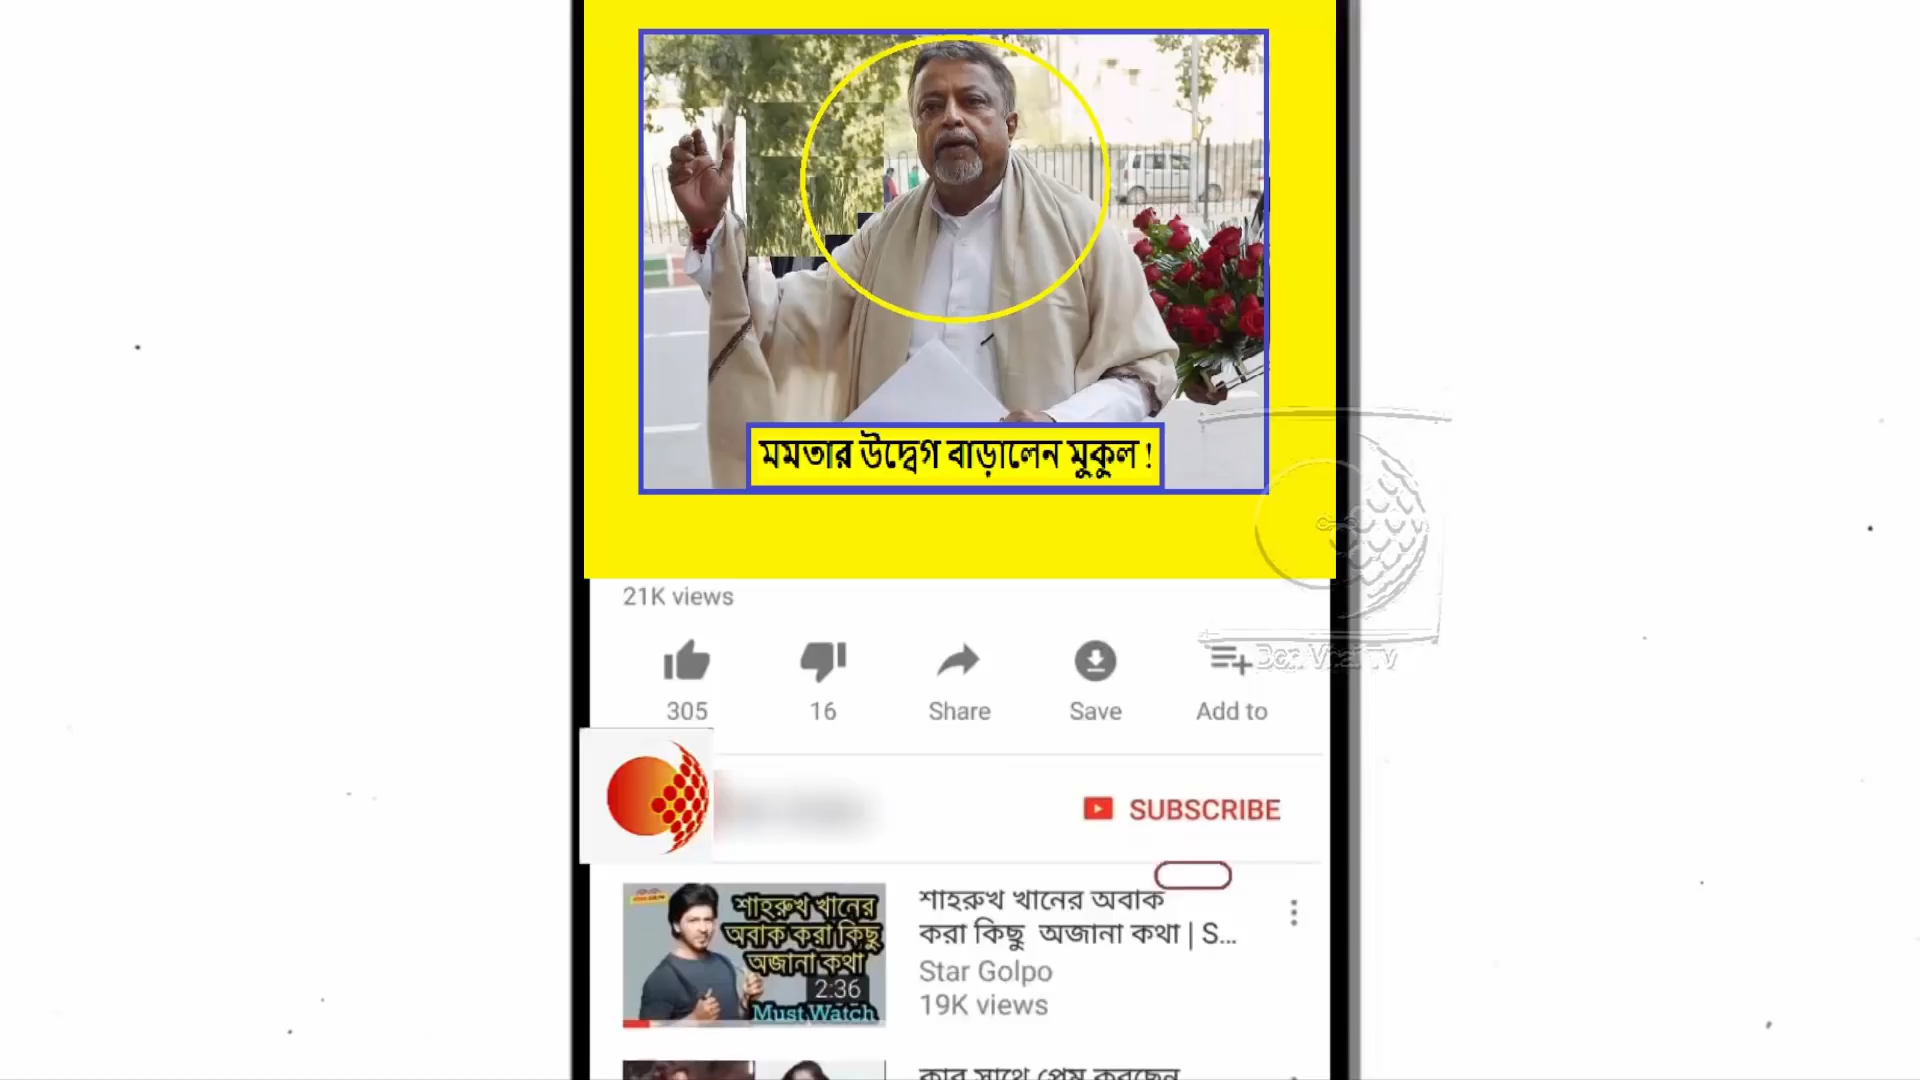 মমতার উদ্বেগ বাড়ালেন মুকুল !
21K views
305
16
Share
Save
Add to
SUBSCRIBE
শাহরুখ খানের
অবাক করা কিছু
অজানা কথা
2:36
Must Watch
শাহরুখ খানের অবাক
করা কিছু অজানা কথা | S...
Star Golpo
19K views
কার সাথে প্রেম করছেন